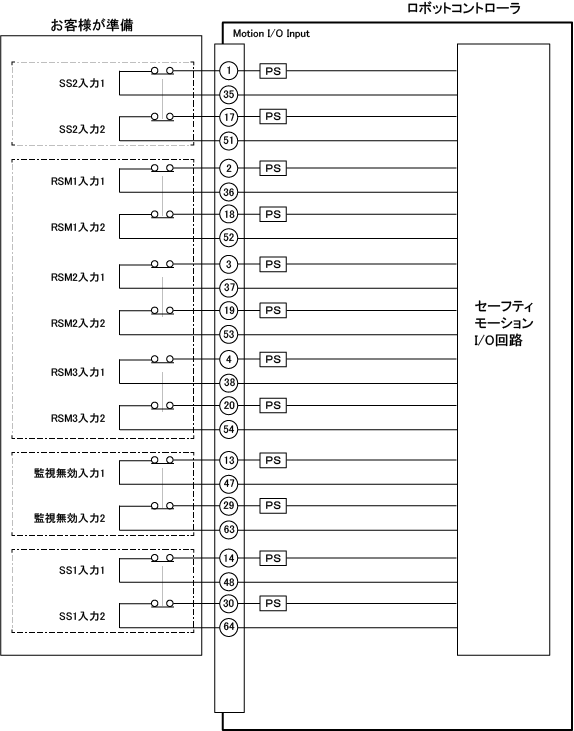 ロボットコントローラ
お客様が準備
Motion I/O Input
SS2入力1
1
PS
35
SS2入力2
17
PS
51
RSM1入力1
2
PS
36
RSM1入力2
18
PS
52
RSM2入力1
3
PS
37
RSM2入力2
19
PS
53
RSM3入力1
4
PS
38
RSM3入力2
20
PS
54
監視無効入力1
13
PS
47
監視無効入力2
29
PS
63
SS1入力1
14
PS
48
SS1入力2
30
PS
64
セーフティ
モーション
I/O回路